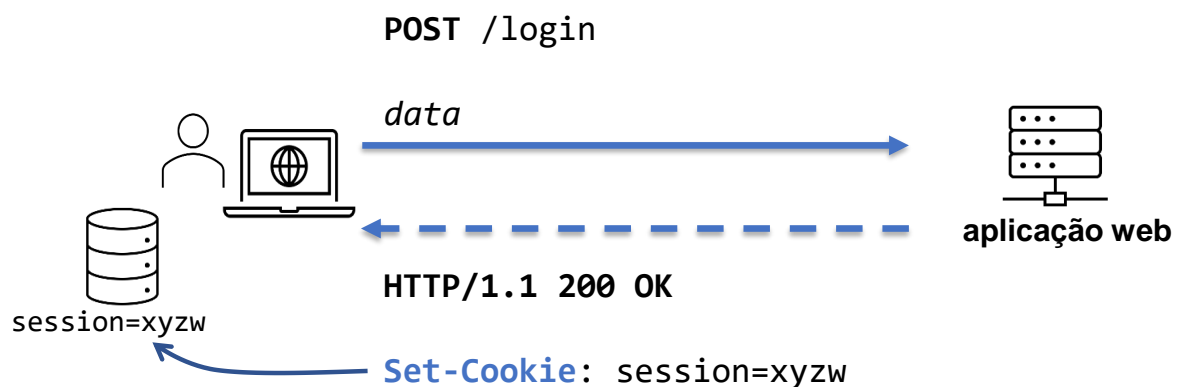 POST /login
data
aplicação web
HTTP/1.1 200 OK
session=xyzw
Set-Cookie: session=xyzw